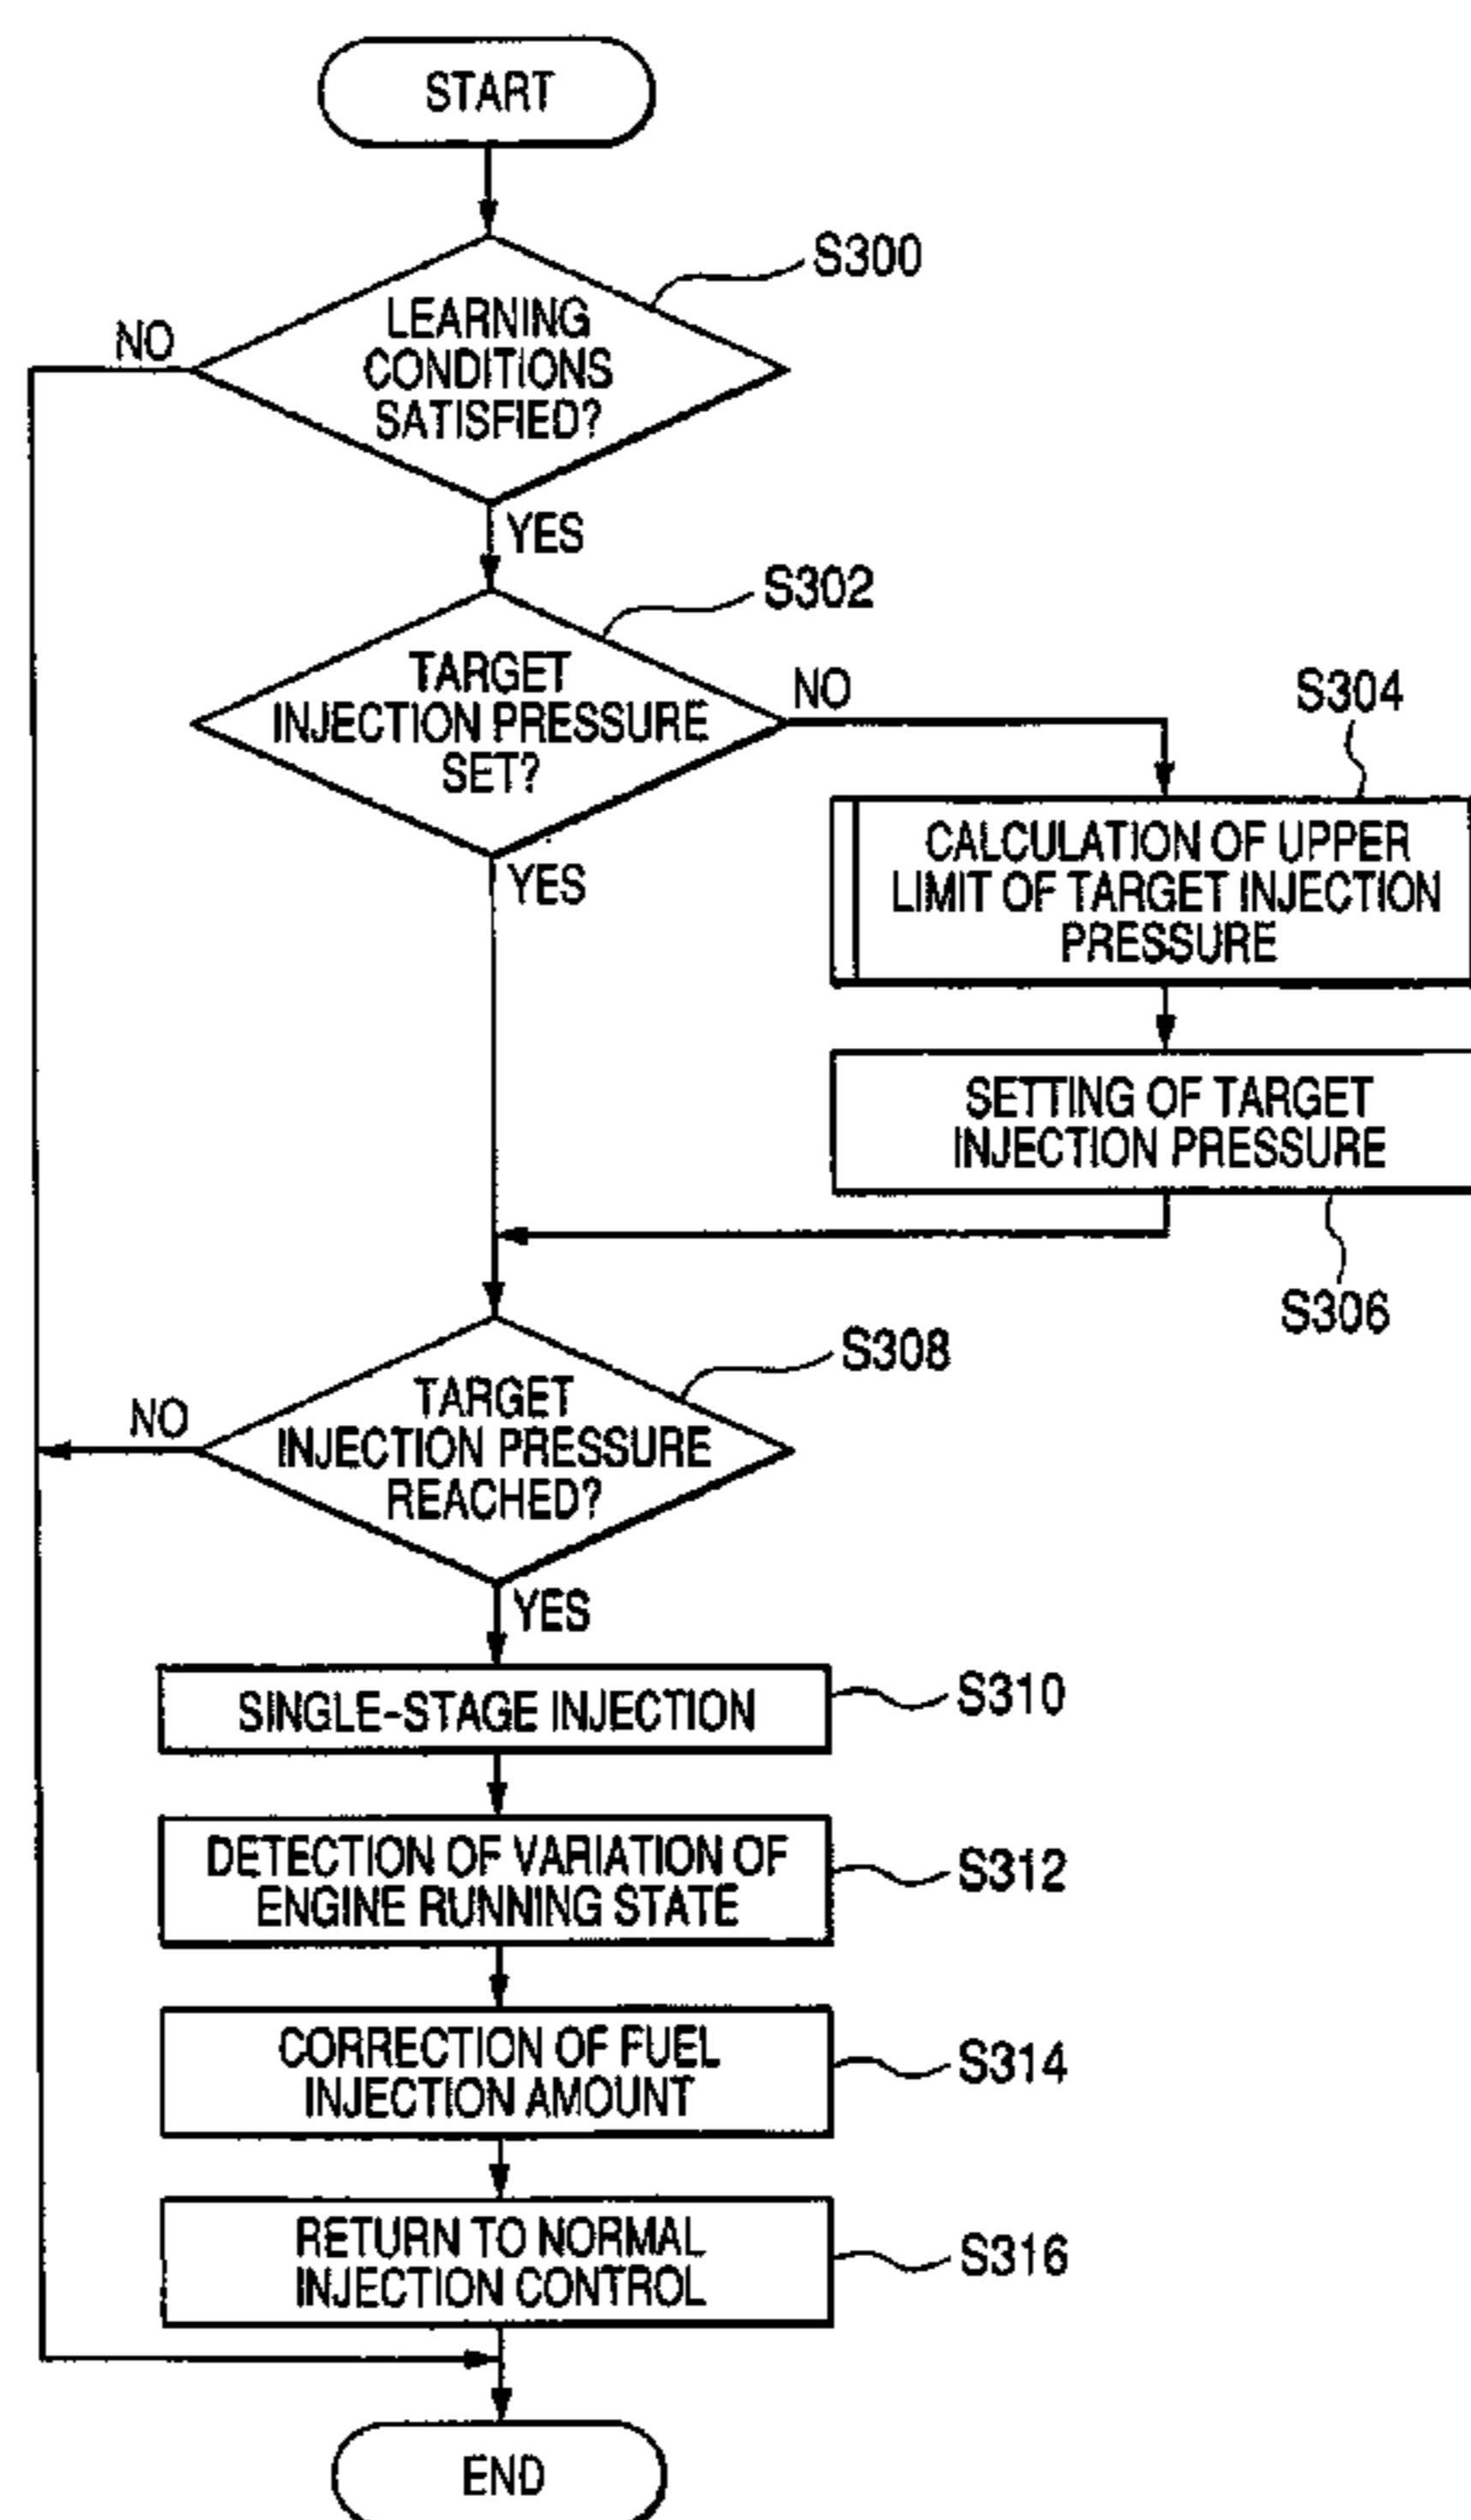 START
S300
LEARNING
CONDITIONS
SATISFIED?
NO
YES
S302
TARGET
INJECTION PRESSURE
SET?
NO
YES
S304
CALCULATION OF UPPER
LIMIT OF TARGET INJECTION
PRESSURE
SETTING OF TARGET
INJECTION PRESSURE
S306
S308
TARGET
INJECTION PRESSURE
REACHED?
NO
YES
SINGLE-STAGE INJECTION
S310
DETECTION OF VARIATION OF
ENGINE RUNNING STATE
S312
CORRECTION OF FUEL
INJECTION AMOUNT
S314
RETURN TO NORMAL
INJECTION CONTROL
S316
END